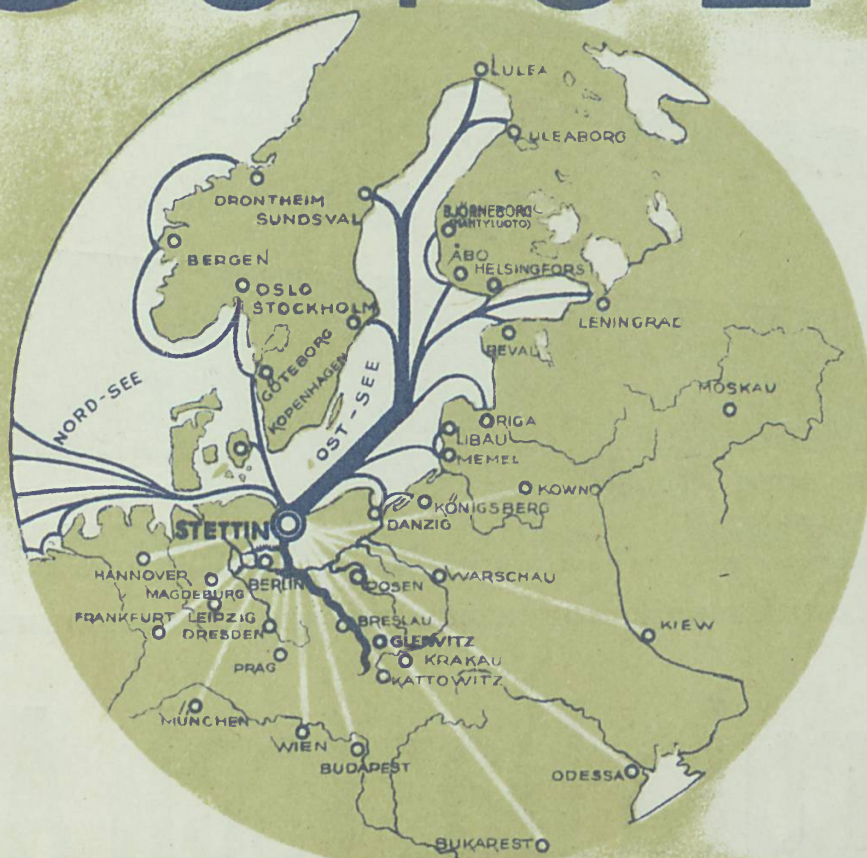 LULEA
ULEABORG
DRONTHEIM
SUNDSVAL
BJÖRNEBORG
(MÄNTYLUOTO)
BERGEN
ÅBO
HELSINGFORS
OSLO
STOCKHOLM
LENINGRAD
REVAL
GÖTEBORG
KOPENHAGEN
NORD-SEE
OST-SEE
MOSKAU
RIGA
LIBAU
MEMEL
KOWNO
KÖNIGSBERG
DANZIG
STETTIN
HANNOVER
BERLIN
POSEN
WARSCHAU
MAGDEBURG
FRANKFURT
LEIPZIG
DRESDEN
BRESLAU
KIEW
GLEIWITZ
PRAG
KRAKAU
KATTOWITZ
MÜNCHEN
WIEN
BUDAPEST
ODESSA
BUKAREST